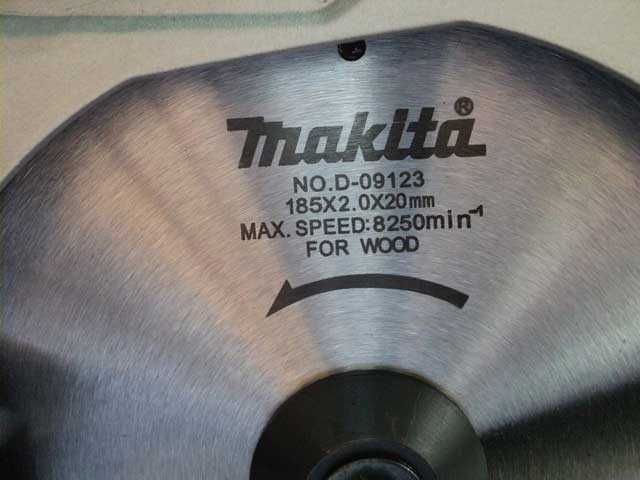 makita®
NO.D-09123
185X2.0X20mm
MAX. SPEED:8250min⁻¹
FOR WOOD